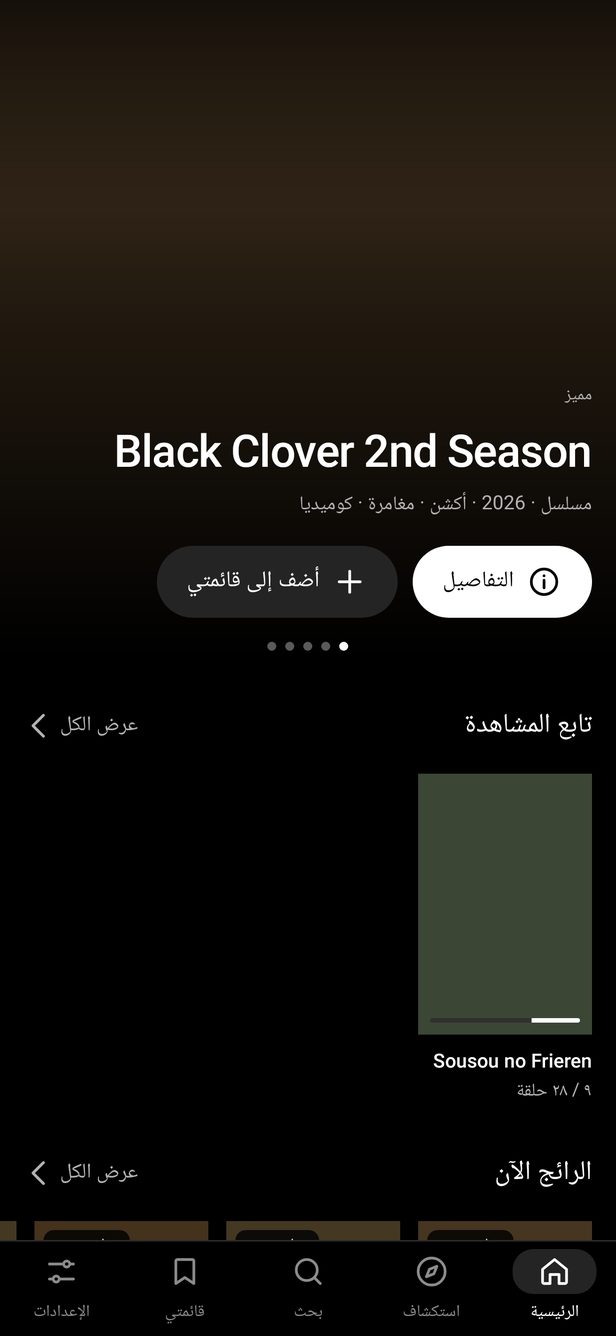 مميز
Black Clover 2nd Season
مسلسل · 2026 · أكشن · مغامرة · كوميديا
التفاصيل
أضف إلى قائمتي
تابع المشاهدة
عرض الكل
Sousou no Frieren
٩ / ٢٨ حلقة
الرائج الآن
عرض الكل
الرئيسية
استكشاف
بحث
قائمتي
الإعدادات